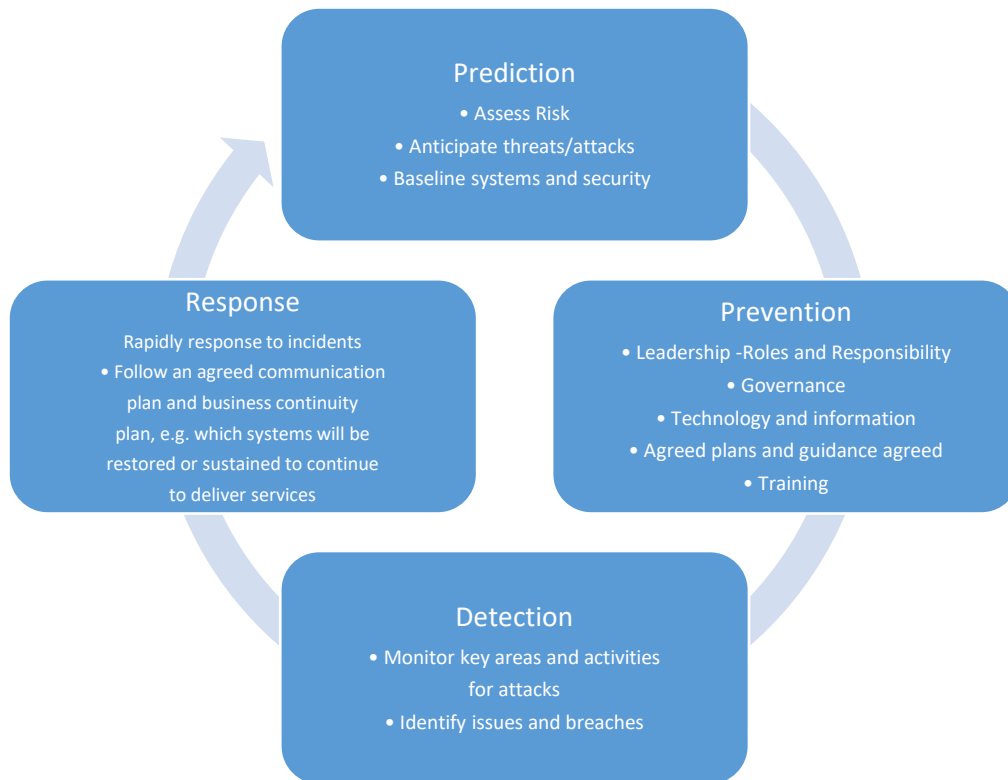 Prediction
• Assess Risk
• Anticipate threats/attacks
• Baseline systems and security
Prevention
• Leadership -Roles and Responsibility
• Governance
• Technology and information
• Agreed plans and guidance agreed
• Training
Detection
• Monitor key areas and activities
for attacks
• Identify issues and breaches
Response
Rapidly response to incidents
• Follow an agreed communication
plan and business continuity
plan, e.g. which systems will be
restored or sustained to continue
to deliver services